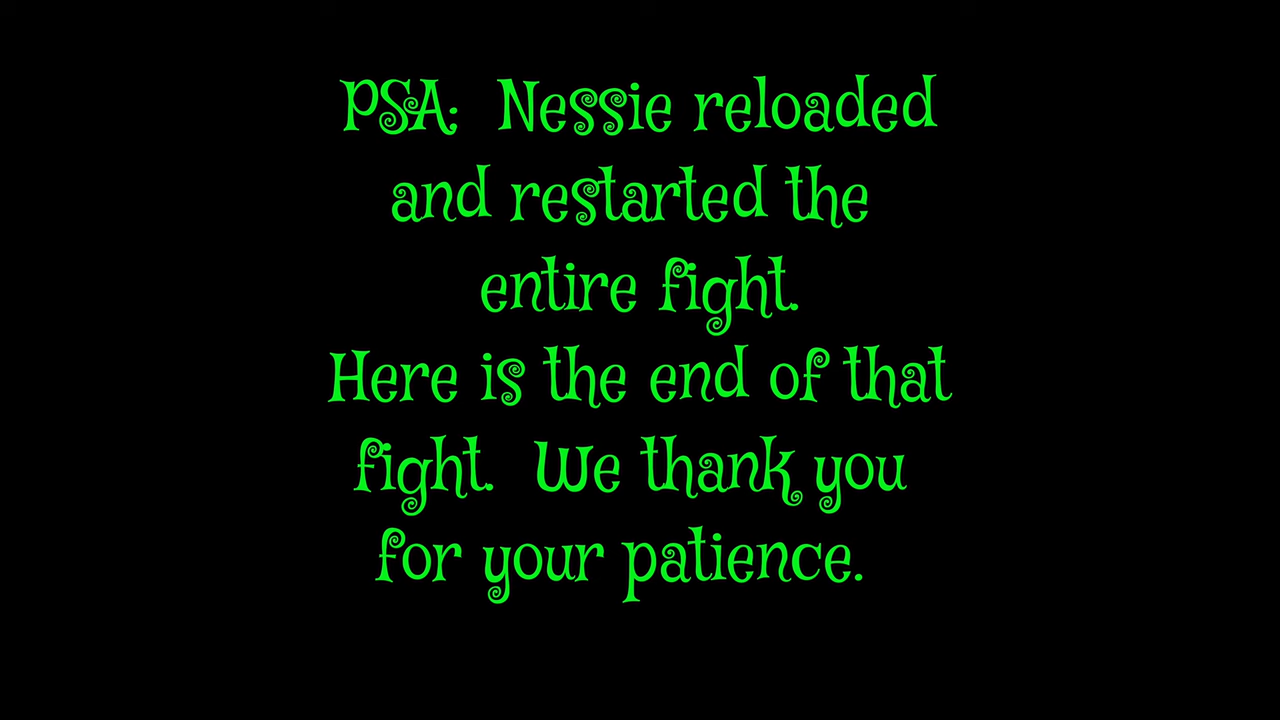 PSA:  Nessie reloaded
and restarted the
entire fight.
Here is the end of that
fight.  We thank you
for your patience.